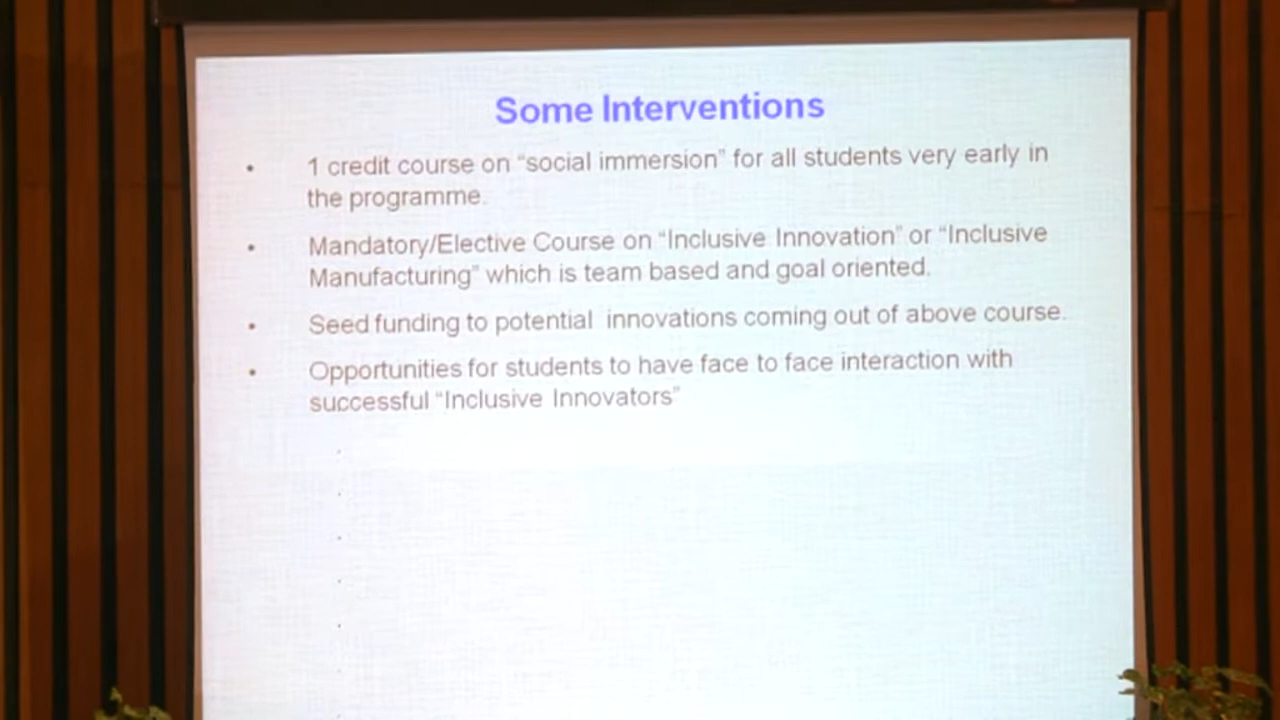 Some Interventions
• 1 credit course on “social immersion” for all students very early in
the programme.
• Mandatory/Elective Course on “Inclusive Innovation” or “Inclusive
Manufacturing” which is team based and goal oriented.
• Seed funding to potential innovations coming out of above course.
• Opportunities for students to have face to face interaction with
successful “Inclusive Innovators”